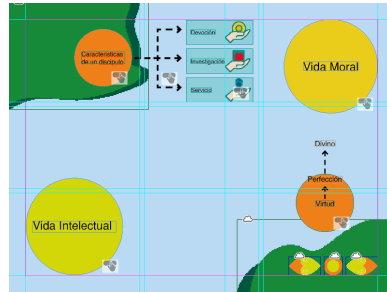 Características
de un discípulo
Devoción
Investigación
Servicio
Vida Moral
Divino
Perfección
Virtud
Vida Intelectual